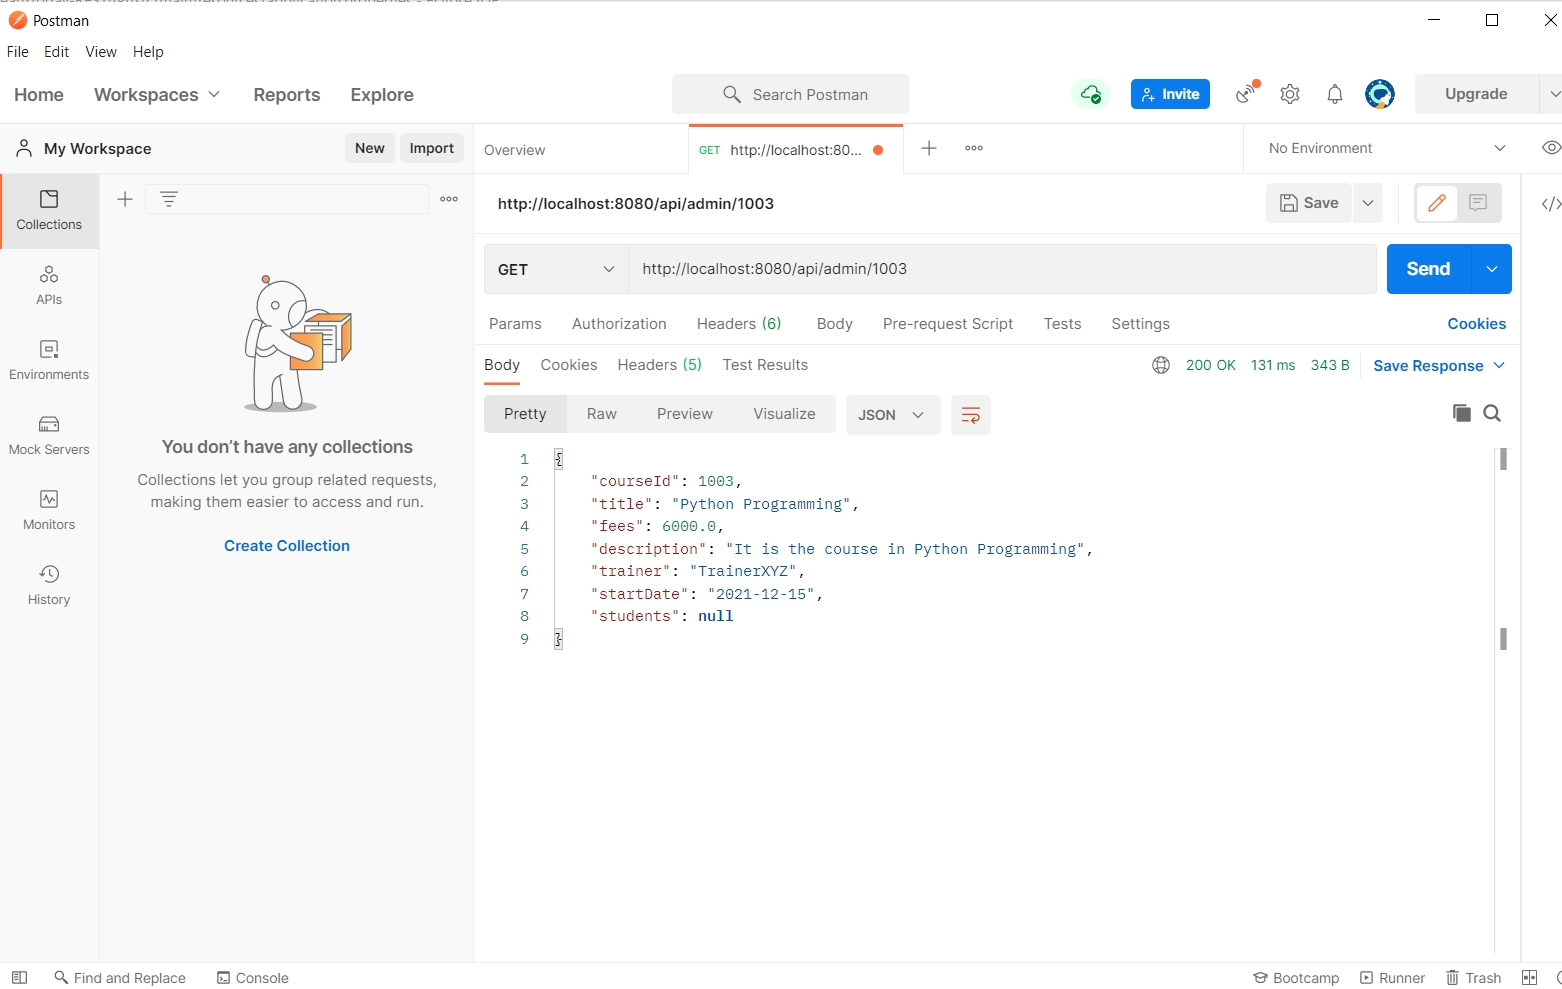 Postman
File Edit View Help
Home Workspaces Reports Explore Search Postman Invite Upgrade
My Workspace New Import Overview GET http://localhost:80... No Environment
http://localhost:8080/api/admin/1003 Save
Collections
GET http://localhost:8080/api/admin/1003 Send
APIs
Params Authorization Headers (6) Body Pre-request Script Tests Settings Cookies
Body Cookies Headers (5) Test Results 200 OK 131 ms 343 B Save Response
Environments
Pretty Raw Preview Visualize JSON
Mock Servers
You don't have any collections
Collections let you group related requests,
making them easier to access and run.
Create Collection
Monitors
History
1 {
2 "courseId": 1003,
3 "title": "Python Programming",
4 "fees": 6000.0,
5 "description": "It is the course in Python Programming",
6 "trainer": "TrainerXYZ",
7 "startDate": "2021-12-15",
8 "students": null
9 }
Find and Replace Console Bootcamp Runner Trash